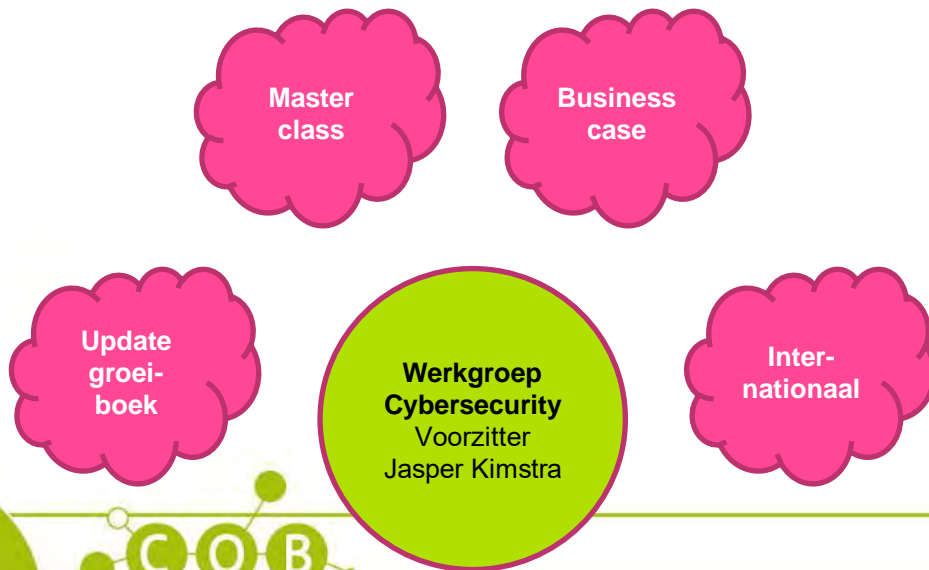 Master
class
Business
case
Update
groei-
boek
Werkgroep
Cybersecurity
Voorzitter
Jasper Kimstra
Inter-
nationaal
COB